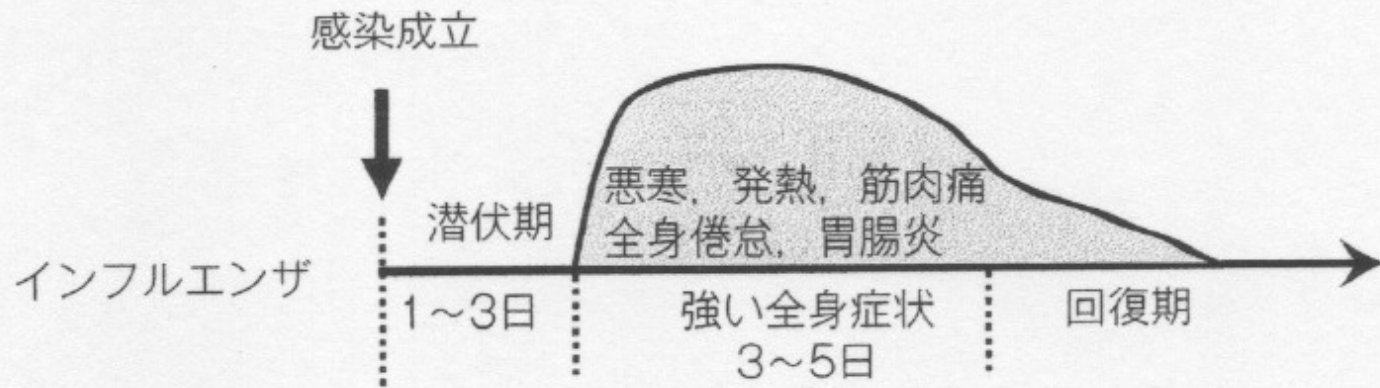 感染成立
悪寒, 発熱, 筋肉痛
潜伏期
全身倦怠, 胃腸炎
インフルエンザ
1〜3日
強い全身症状
回復期
3〜5日